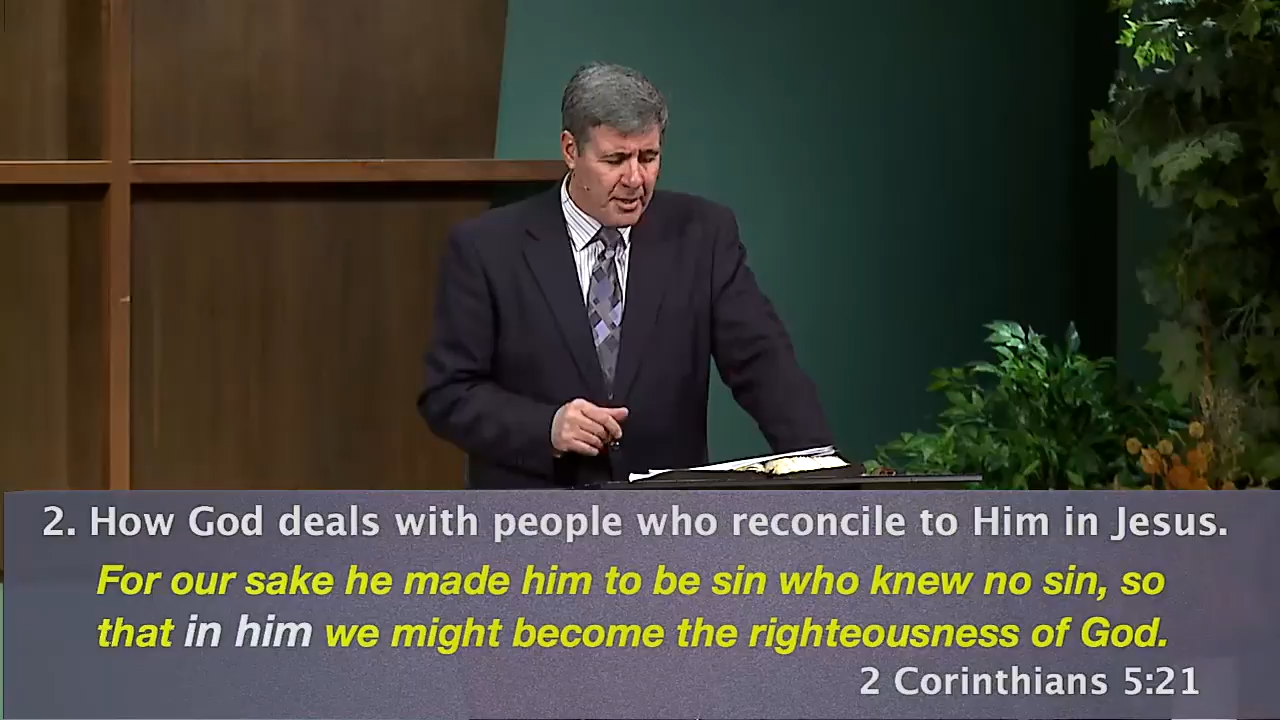 2. How God deals with people who reconcile to Him in Jesus.
For our sake he made him to be sin who knew no sin, so
that in him we might become the righteousness of God.
2 Corinthians 5:21